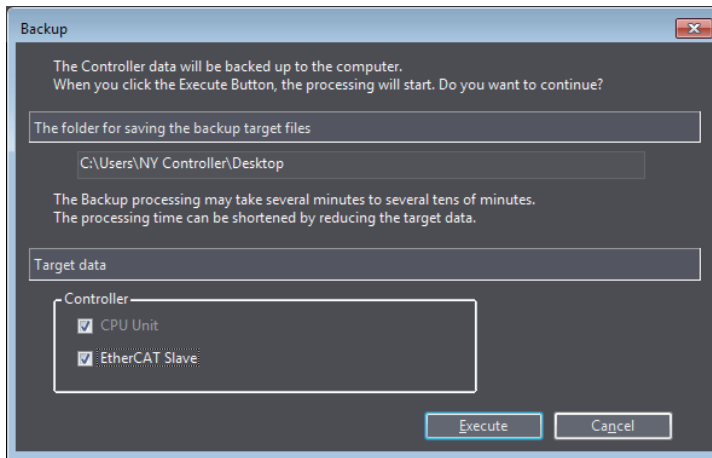 Backup
The Controller data will be backed up to the computer.
When you click the Execute Button, the processing will start. Do you want to continue?
The folder for saving the backup target files
C:\Users\NY Controller\Desktop
The Backup processing may take several minutes to several tens of minutes.
The processing time can be shortened by reducing the target data.
Target data
Controller
CPU Unit
EtherCAT Slave
Execute
Cancel